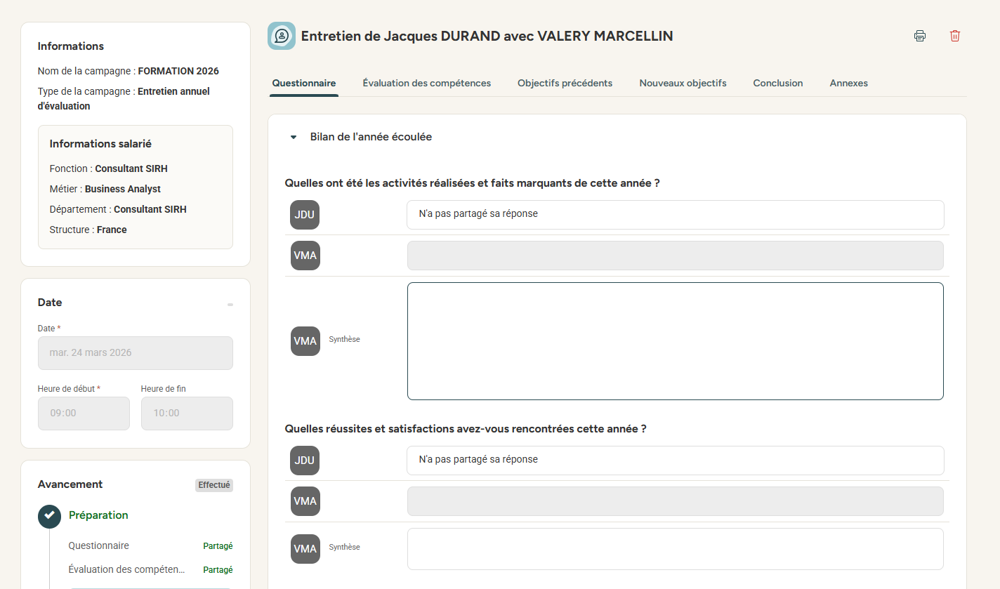 Informations
Nom de la campagne : FORMATION 2026
Type de la campagne : Entretien annuel
d'évaluation
Informations salarié
Fonction : Consultant SIRH
Métier : Business Analyst
Département : Consultant SIRH
Structure : France
Date
Date *
mar. 24 mars 2026
Heure de début *
Heure de fin
09:00
10:00
Avancement
Effectué
Préparation
Questionnaire
Partagé
Évaluation des compéten...
Partagé
Entretien de Jacques DURAND avec VALERY MARCELLIN
Questionnaire
Évaluation des compétences
Objectifs précédents
Nouveaux objectifs
Conclusion
Annexes
Bilan de l'année écoulée
Quelles ont été les activités réalisées et faits marquants de cette année ?
JDU
N'a pas partagé sa réponse
VMA
VMA
Synthèse
Quelles réussites et satisfactions avez-vous rencontrées cette année ?
JDU
N'a pas partagé sa réponse
VMA
VMA
Synthèse